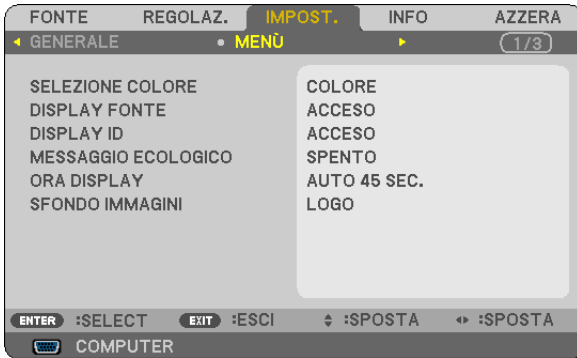 FONTE REGOLAZ. IMPOST. INFO AZZERA
GENERALE MENÙ 1/3
SELEZIONE COLORE COLORE
DISPLAY FONTE ACCESO
DISPLAY ID ACCESO
MESSAGGIO ECOLOGICO SPENTO
ORA DISPLAY AUTO 45 SEC.
SFONDO IMMAGINI LOGO
ENTER :SELECT EXIT :ESCI :SPOSTA :SPOSTA
COMPUTER